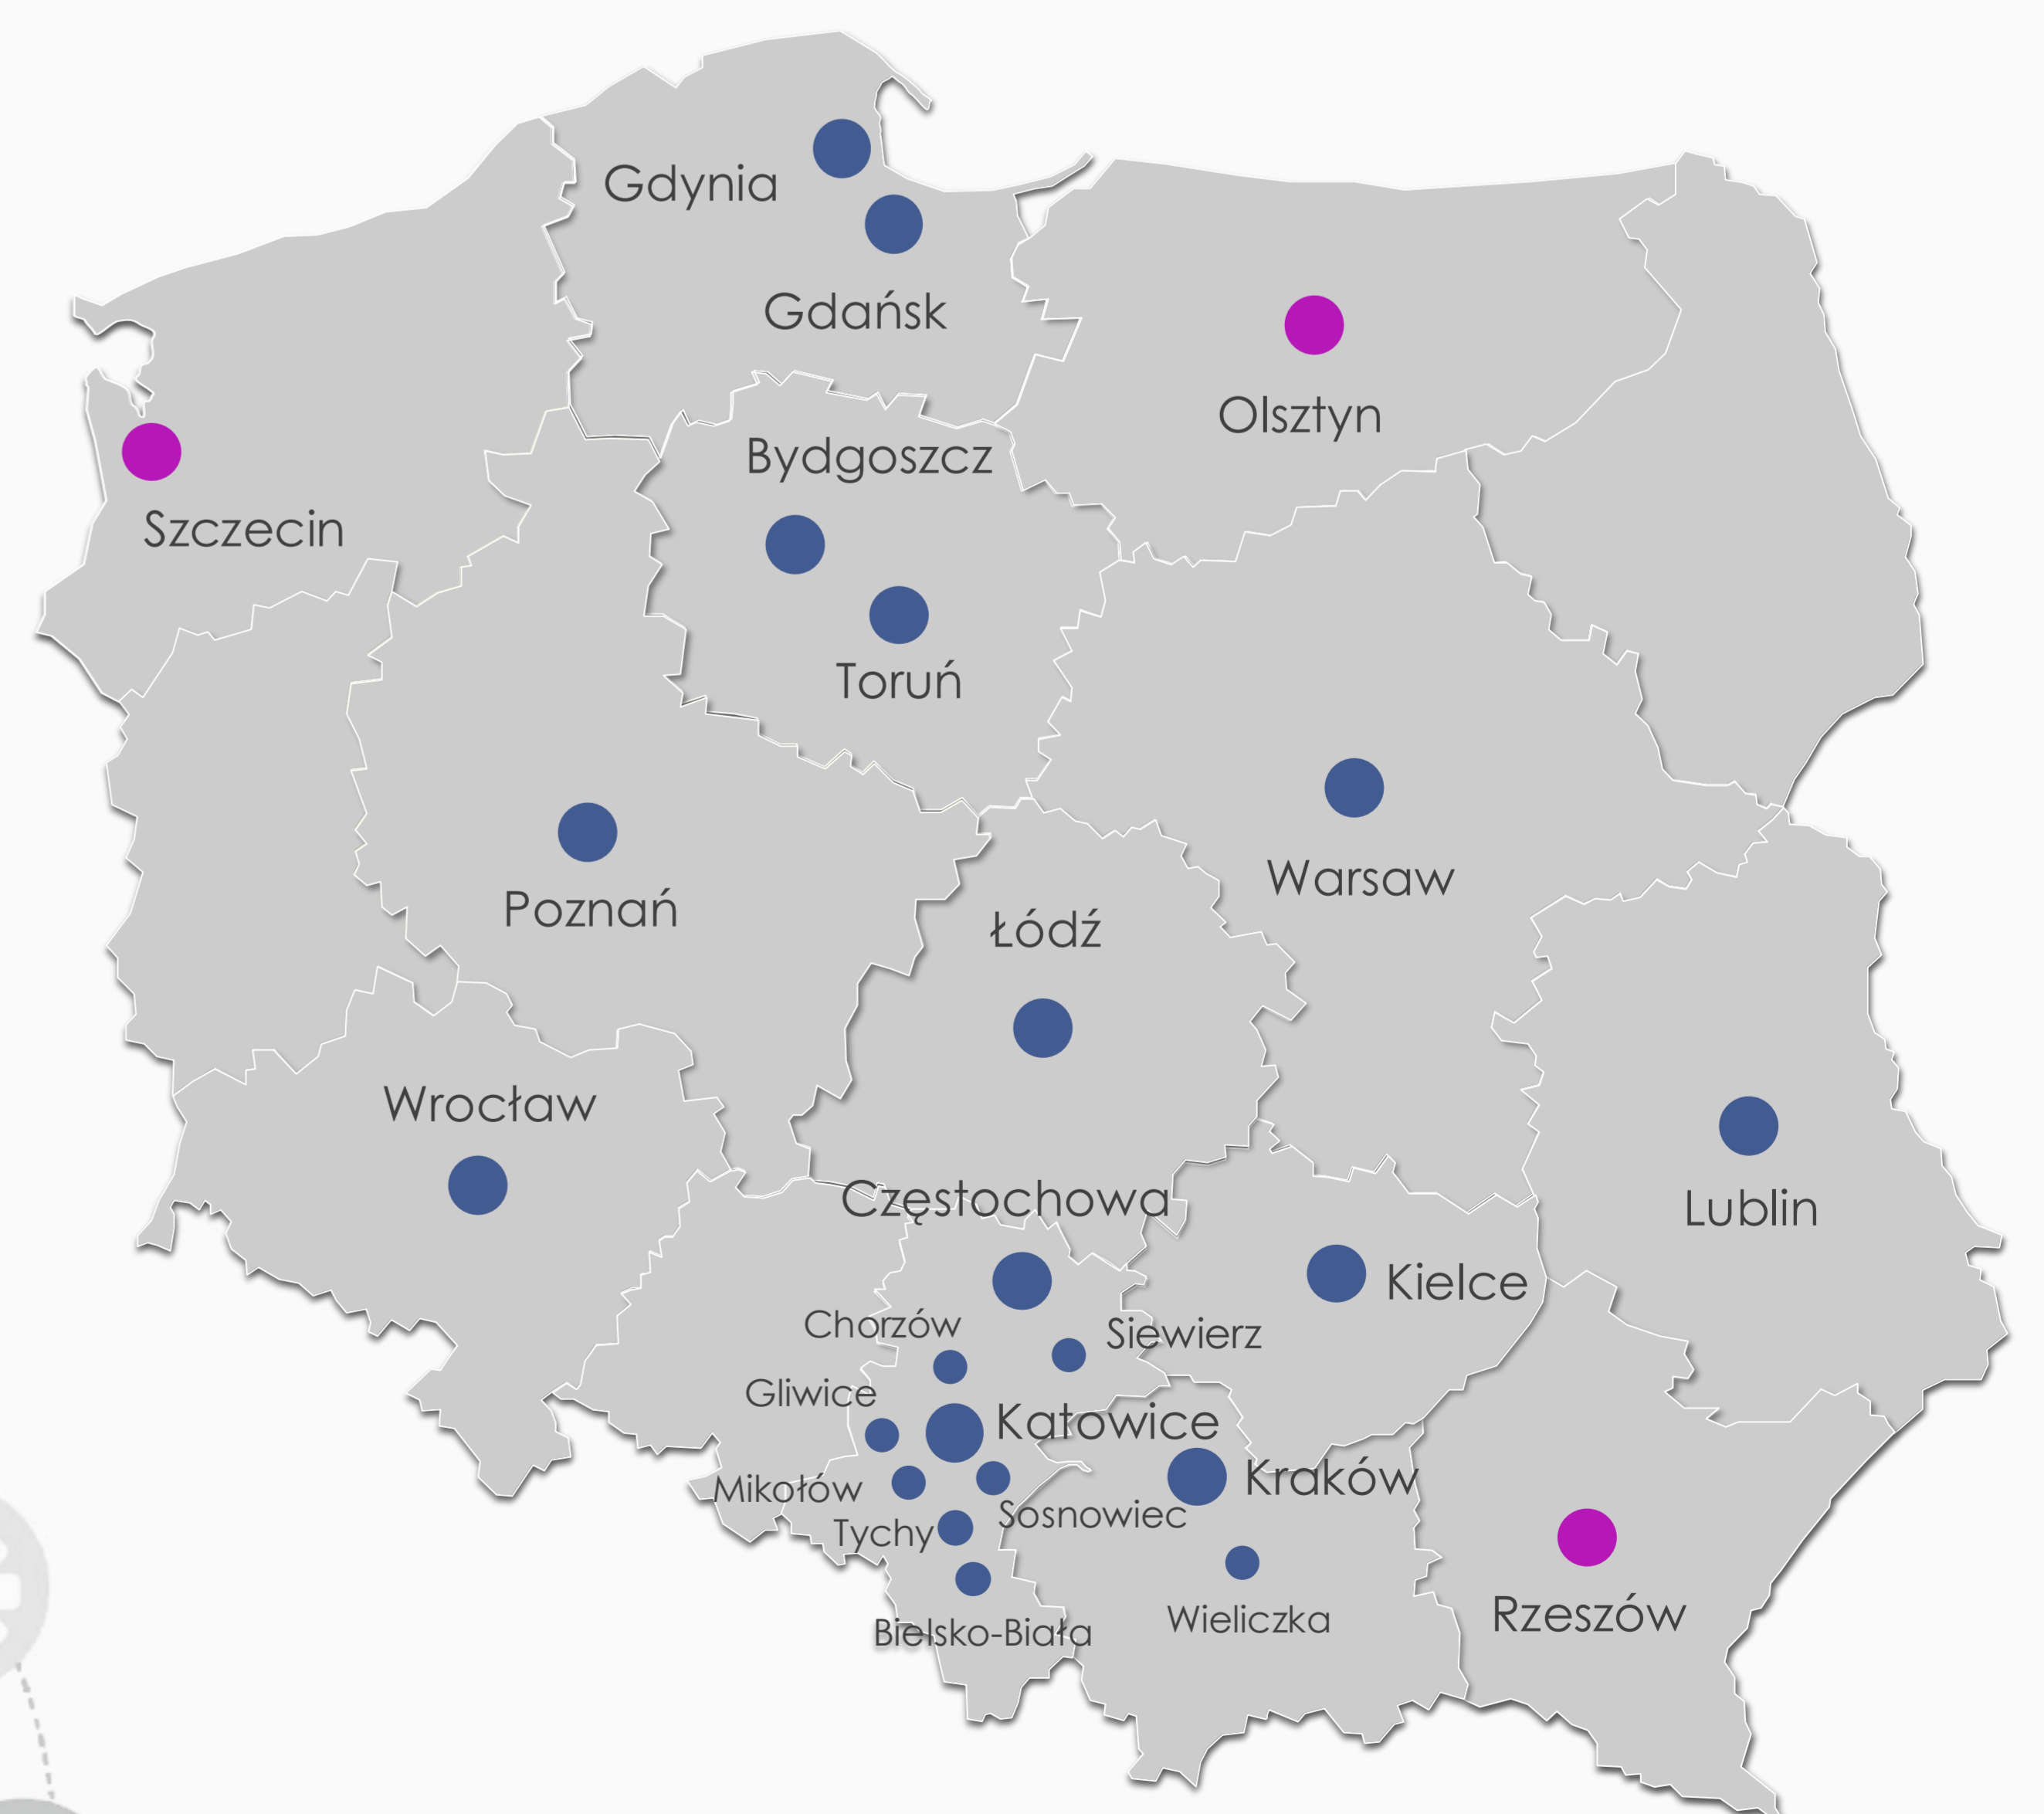 Gdynia
Gdańsk
Olsztyn
Bydgoszcz
Szczecin
Toruń
Warsaw
Poznań
Łódź
Wrocław
Częstochowa
Lublin
Kielce
Chorzów
Siewierz
Gliwice
Katowice
Kraków
Mikołów
Sosnowiec
Tychy
Rzeszów
Wieliczka
Bielsko-Biała